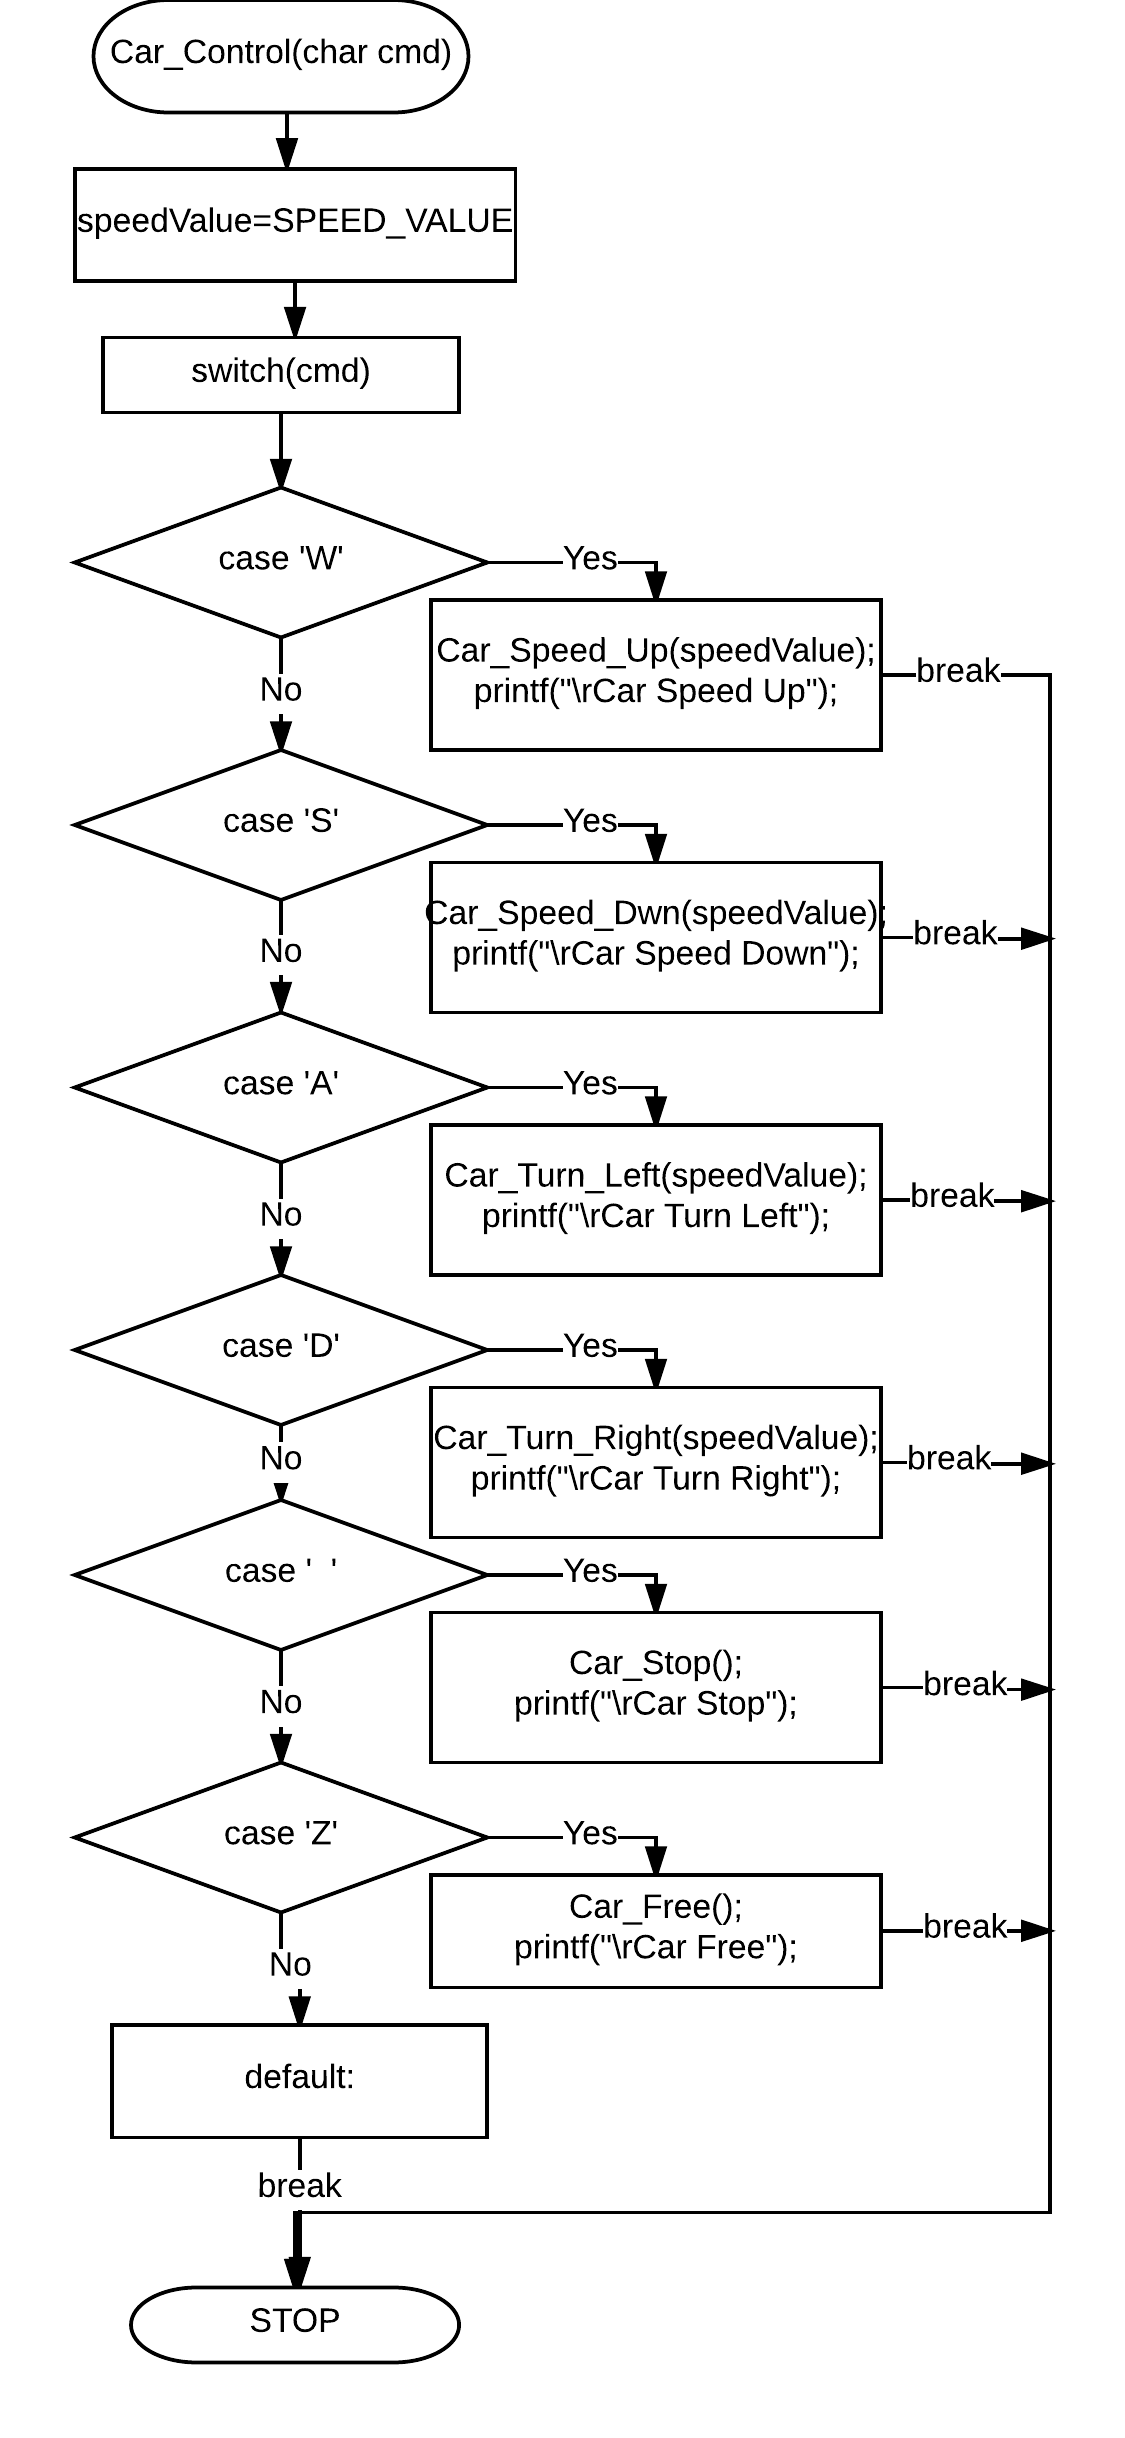 Car_Control(char cmd)
speedValue=SPEED_VALUE
switch(cmd)
case 'W'
Yes
Car_Speed_Up(speedValue);
printf("\rCar Speed Up");
break
No
case 'S'
Yes
Car_Speed_Dwn(speedValue);
printf("\rCar Speed Down");
break
No
case 'A'
Yes
Car_Turn_Left(speedValue);
printf("\rCar Turn Left");
break
No
case 'D'
Yes
Car_Turn_Right(speedValue);
printf("\rCar Turn Right");
break
No
case '  '
Yes
Car_Stop();
printf("\rCar Stop");
break
No
case 'Z'
Yes
Car_Free();
printf("\rCar Free");
break
No
default:
break
STOP